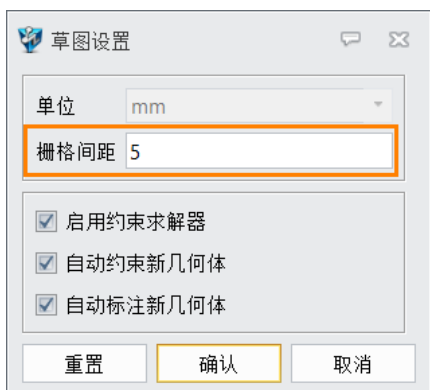 草图设置
单位 mm
栅格间距 5
启用约束求解器
自动约束新几何体
自动标注新几何体
重置 确认 取消